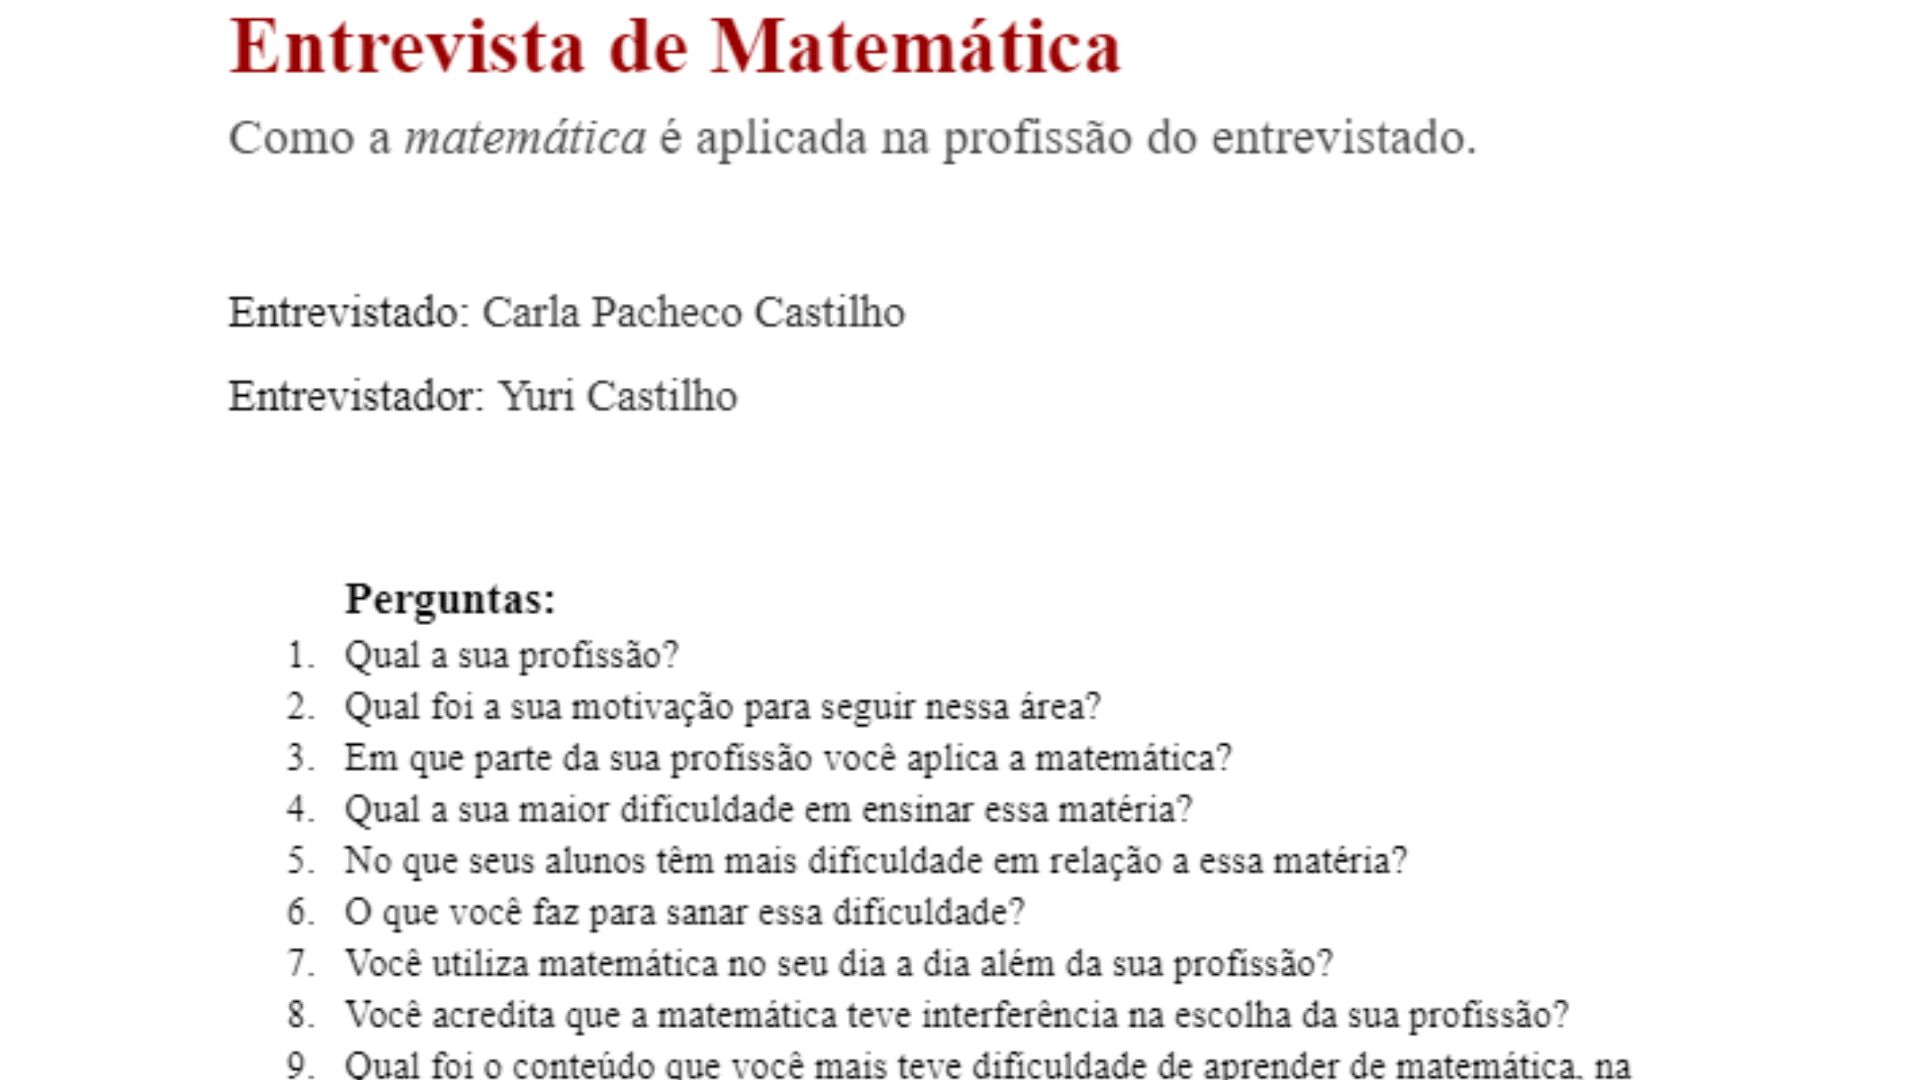 Entrevista de Matemática
Como a matemática é aplicada na profissão do entrevistado.
Entrevistado: Carla Pacheco Castilho
Entrevistador: Yuri Castilho
Perguntas:
1. Qual a sua profissão?
2. Qual foi a sua motivação para seguir nessa área?
3. Em que parte da sua profissão você aplica a matemática?
4. Qual a sua maior dificuldade em ensinar essa matéria?
5. No que seus alunos têm mais dificuldade em relação a essa matéria?
6. O que você faz para sanar essa dificuldade?
7. Você utiliza matemática no seu dia a dia além da sua profissão?
8. Você acredita que a matemática teve interferência na escolha da sua profissão?
9. Qual foi o conteúdo que você mais teve dificuldade de aprender de matemática, na